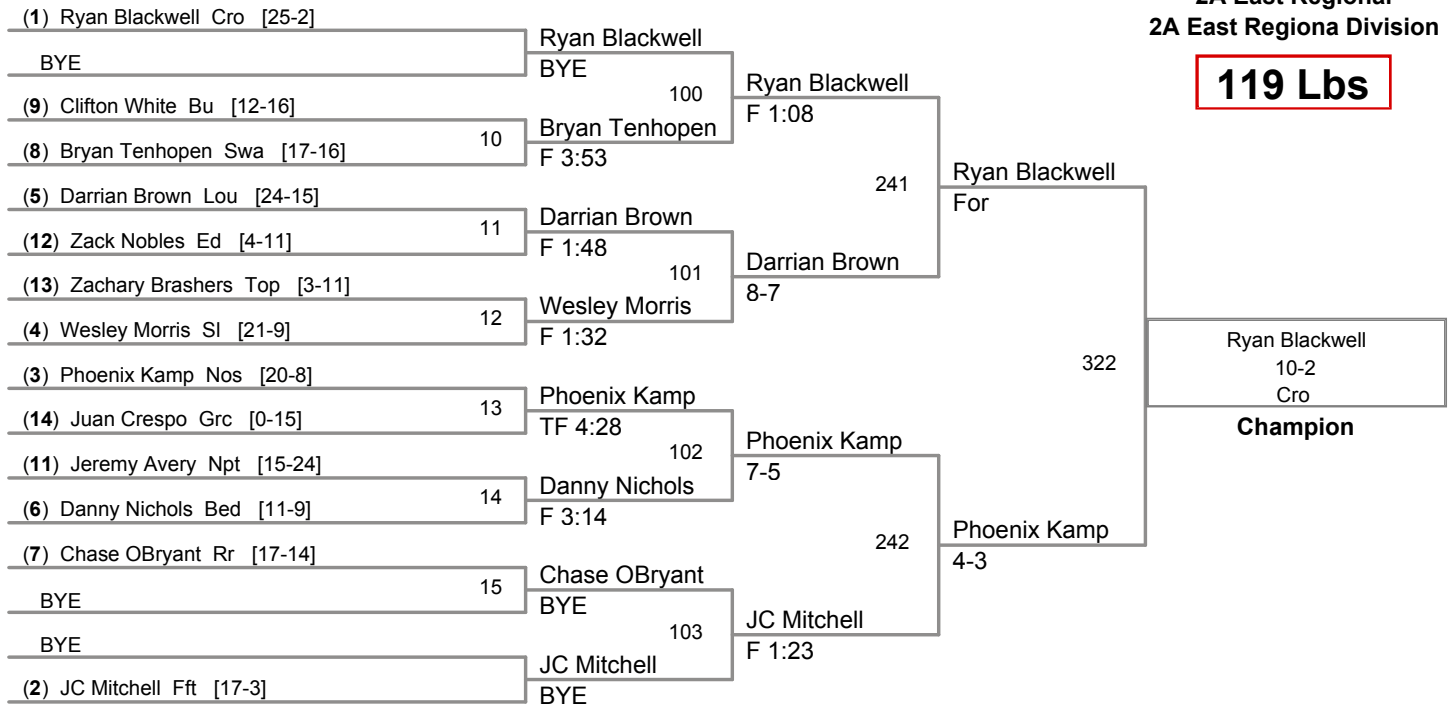 2A East Regional
2A East Regiona Division
119 Lbs
(1) Ryan Blackwell Cro [25-2]
BYE
(9) Clifton White Bu [12-16]
(8) Bryan Tenhopen Swa [17-16]
(5) Darrian Brown Lou [24-15]
(12) Zack Nobles Ed [4-11]
(13) Zachary Brashers Top [3-11]
(4) Wesley Morris Sl [21-9]
(3) Phoenix Kamp Nos [20-8]
(14) Juan Crespo Grc [0-15]
(11) Jeremy Avery Npt [15-24]
(6) Danny Nichols Bed [11-9]
(7) Chase OBryant Rr [17-14]
BYE
BYE
(2) JC Mitchell Fft [17-3]
10
11
12
13
14
15
Ryan Blackwell
BYE
Bryan Tenhopen
F 3:53
Darrian Brown
F 1:48
Wesley Morris
F 1:32
Phoenix Kamp
TF 4:28
Danny Nichols
F 3:14
Chase OBryant
BYE
JC Mitchell
BYE
100
101
102
103
Ryan Blackwell
F 1:08
Darrian Brown
8-7
Phoenix Kamp
7-5
JC Mitchell
F 1:23
241
242
Ryan Blackwell
For
Phoenix Kamp
4-3
322
Ryan Blackwell
10-2
Cro
Champion